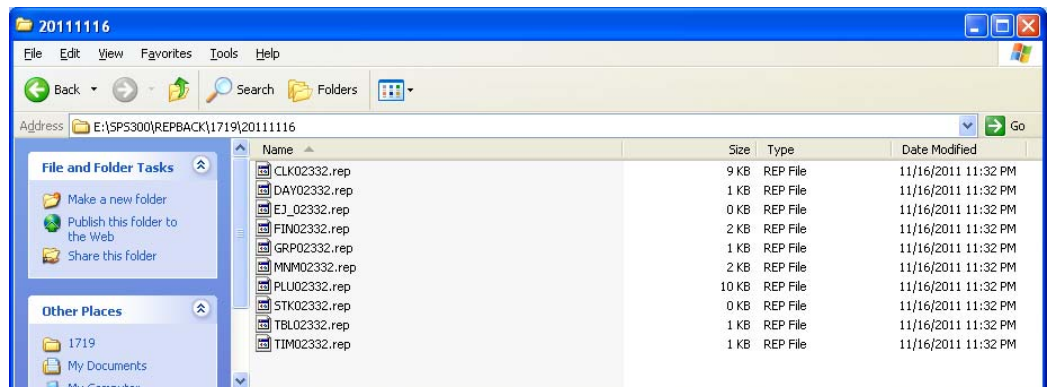 20111116
File Edit View Favorites Tools Help
Back Search Folders
Address E:\SPS300\REPBACK\1719\20111116 Go
File and Folder Tasks
Make a new folder
Publish this folder to
the Web
Share this folder
Other Places
1719
My Documents
My Computer
Name Size Type Date Modified
CLK02332.rep 9 KB REP File 11/16/2011 11:32 PM
DAY02332.rep 1 KB REP File 11/16/2011 11:32 PM
EJ_02332.rep 0 KB REP File 11/16/2011 11:32 PM
FIN02332.rep 2 KB REP File 11/16/2011 11:32 PM
GRP02332.rep 1 KB REP File 11/16/2011 11:32 PM
MNM02332.rep 2 KB REP File 11/16/2011 11:32 PM
PLU02332.rep 10 KB REP File 11/16/2011 11:32 PM
STK02332.rep 0 KB REP File 11/16/2011 11:32 PM
TBL02332.rep 1 KB REP File 11/16/2011 11:32 PM
TIM02332.rep 1 KB REP File 11/16/2011 11:32 PM